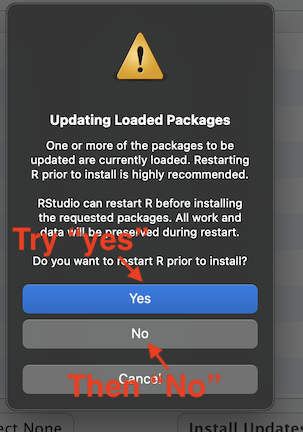 Updating Loaded Packages
One or more of the packages to be
updated are currently loaded. Restarting
R prior to install is highly recommended.
RStudio can restart R before installing
the requested packages. All work and
data will be preserved during restart.
Try “yes”
Do you want to restart R prior to install?
Yes
No
Cancel
Then “No”
ect None
Install Updates